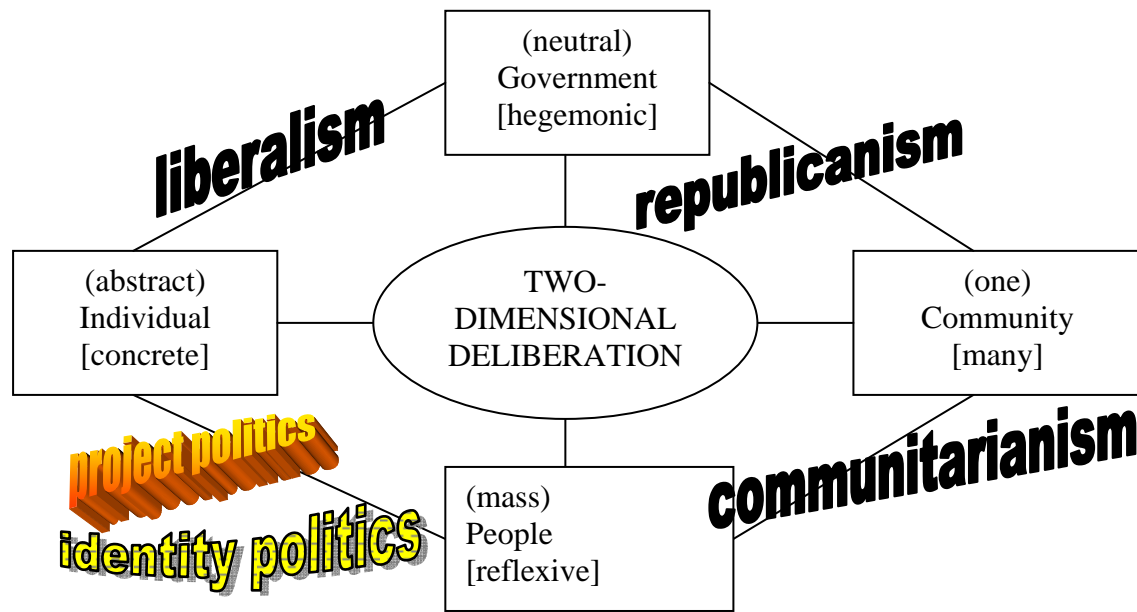 (neutral)
Government
[hegemonic]
liberalism
republicanism
(abstract)
Individual
[concrete]
TWO-
DIMENSIONAL
DELIBERATION
(one)
Community
[many]
project politics
identity politics
(mass)
People
[reflexive]
communitarianism